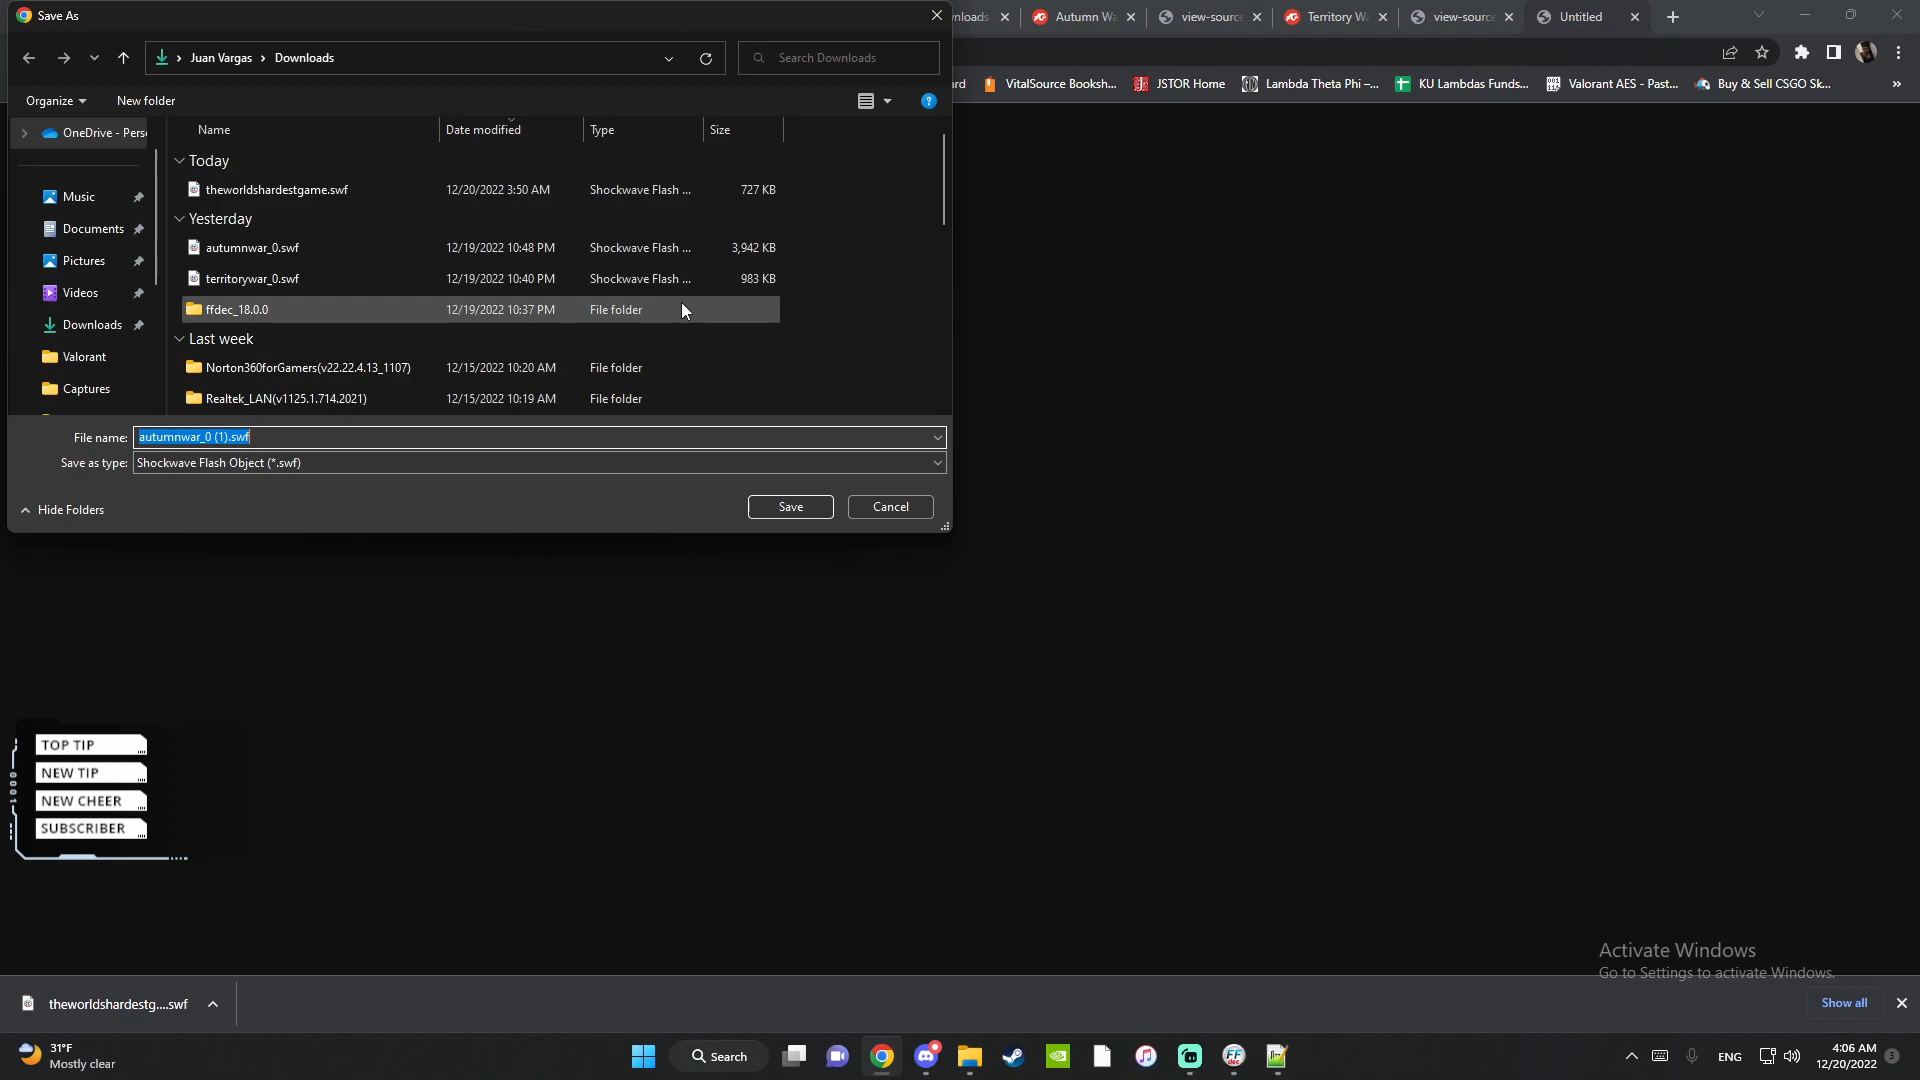 Save As
nloads
Autumn Wa
view-source
Territory Wa
view-source
Untitled
Juan Vargas > Downloads
Search Downloads
rd
VitalSource Booksh...
JSTOR Home
Lambda Theta Phi –...
KU Lambdas Funds...
Valorant AES - Past...
Buy & Sell CSGO Sk...
»
Organize
New folder
OneDrive - Pers
Name
Date modified
Type
Size
Today
theworldshardestgame.swf
12/20/2022 3:50 AM
Shockwave Flash ...
727 KB
Yesterday
autumnwar_0.swf
12/19/2022 10:48 PM
Shockwave Flash ...
3,942 KB
territorywar_0.swf
12/19/2022 10:40 PM
Shockwave Flash ...
983 KB
ffdec_18.0.0
12/19/2022 10:37 PM
File folder
Last week
Norton360forGamers(v22.22.4.13_1107)
12/15/2022 10:20 AM
File folder
Realtek_LAN(v1125.1.714.2021)
12/15/2022 10:19 AM
File folder
Music
Documents
Pictures
Videos
Downloads
Valorant
Captures
File name: autumnwar_0 (1).swf
Save as type: Shockwave Flash Object (*.swf)
Hide Folders
Save
Cancel
TOP TIP
NEW TIP
NEW CHEER
SUBSCRIBER
0001
Activate Windows
Go to Settings to activate Windows.
theworldshardestg....swf
Show all
31°F
Mostly clear
Search
FF
dec
ENG
4:06 AM
12/20/2022
3